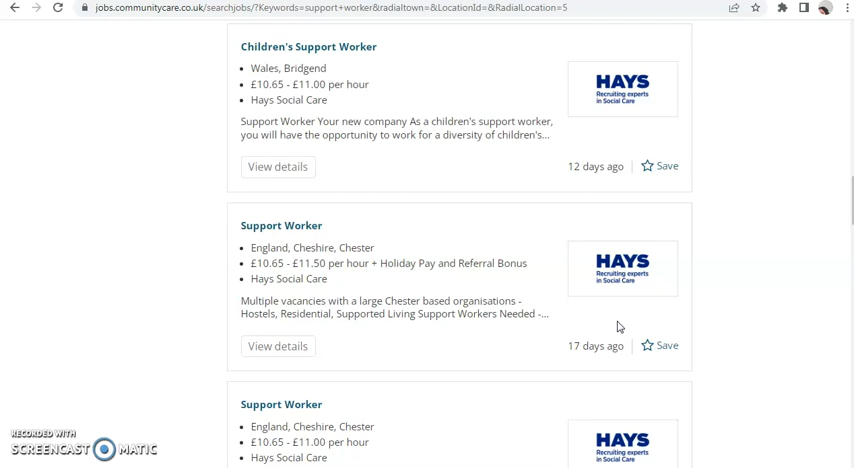 jobs.communitycare.co.uk/searchjobs/?Keywords=support+worker&radialtown=&LocationId=&RadialLocation=5
Children's Support Worker
Wales, Bridgend
£10.65 - £11.00 per hour
Hays Social Care
HAYS
Recruiting experts
in Social Care
Support Worker Your new company As a children's support worker,
you will have the opportunity to work for a diversity of children's...
View details
12 days ago
Save
Support Worker
England, Cheshire, Chester
£10.65 - £11.50 per hour + Holiday Pay and Referral Bonus
Hays Social Care
HAYS
Recruiting experts
in Social Care
Multiple vacancies with a large Chester based organisations -
Hostels, Residential, Supported Living Support Workers Needed -...
View details
17 days ago
Save
Support Worker
England, Cheshire, Chester
£10.65 - £11.00 per hour
Hays Social Care
HAYS
Recruiting experts
in Social Care
RECORDED WITH
SCREENCAST MATIC